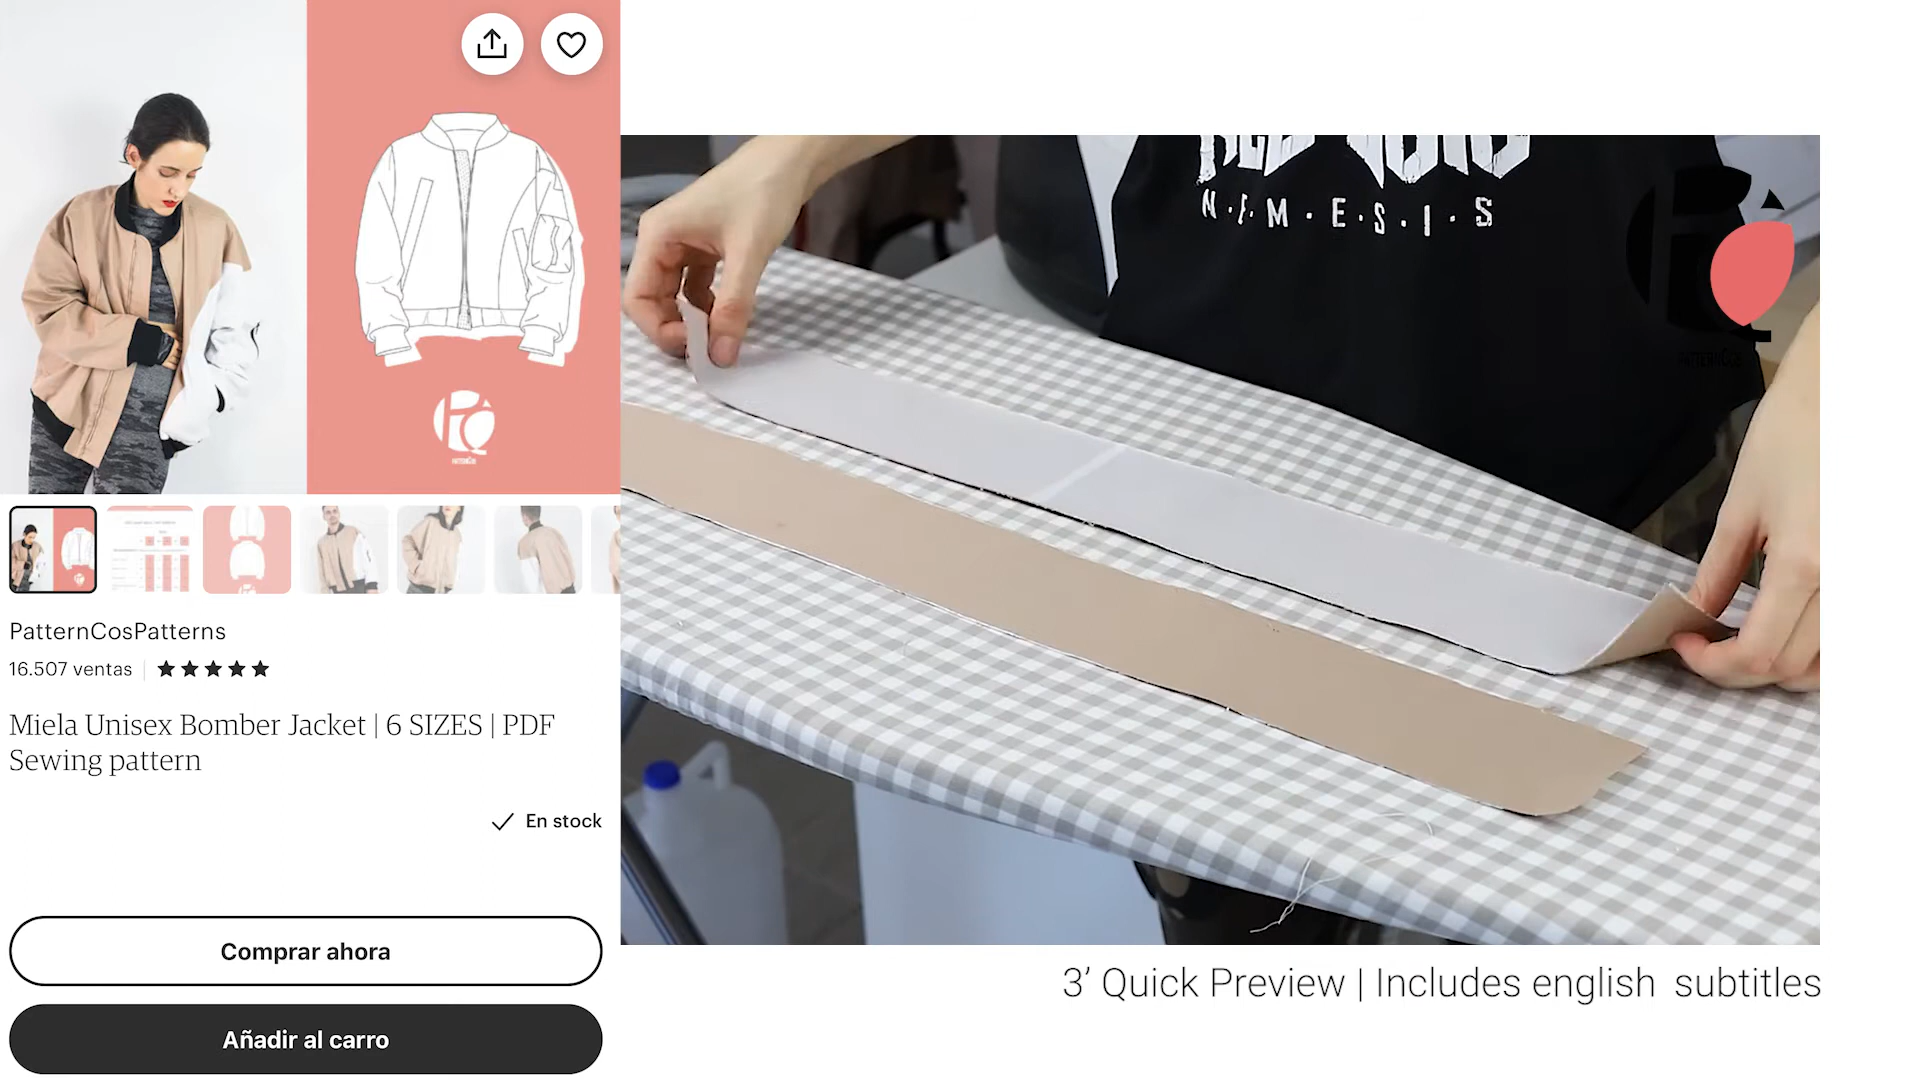 PatternCosPatterns
16.507 ventas
Miela Unisex Bomber Jacket | 6 SIZES | PDF
Sewing pattern
En stock
Comprar ahora
Añadir al carro
N·E·M·E·S·I·S
3’ Quick Preview | Includes english subtitles